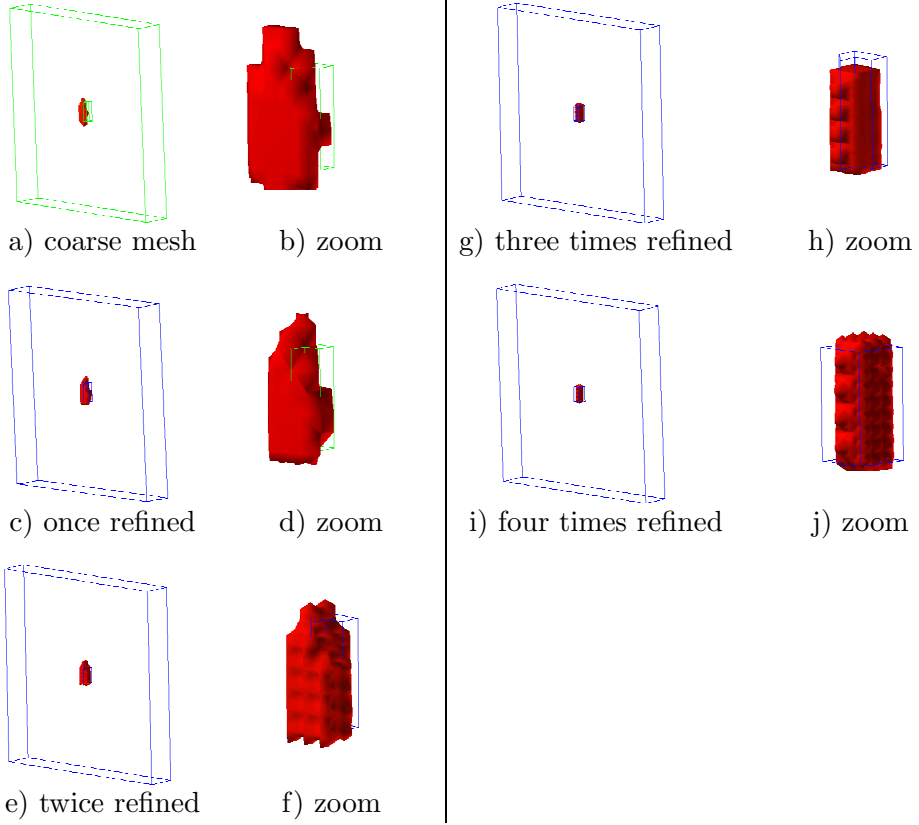 a) coarse mesh
b) zoom
c) once refined
d) zoom
e) twice refined
f) zoom
g) three times refined
h) zoom
i) four times refined
j) zoom